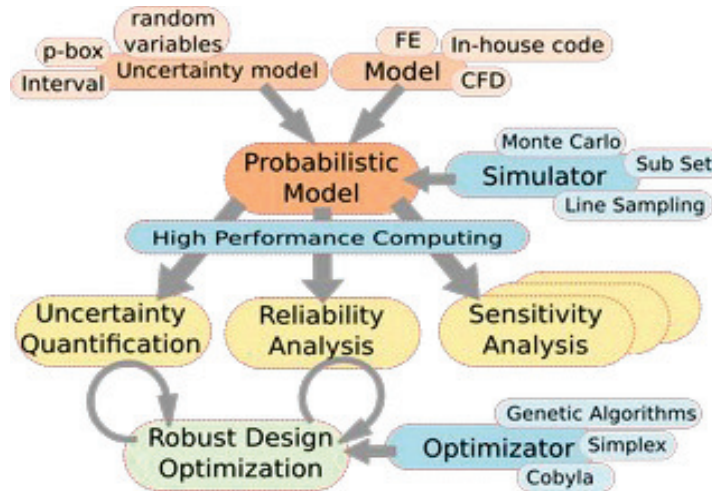 random
variables
p-box
Interval
Uncertainty model
FE
In-house code
Model
CFD
Probabilistic
Model
Monte Carlo
Simulator
Sub Set
Line Sampling
High Performance Computing
Uncertainty
Quantification
Reliability
Analysis
Sensitivity
Analysis
Robust Design
Optimization
Genetic Algorithms
Optimizator
Simplex
Cobyla